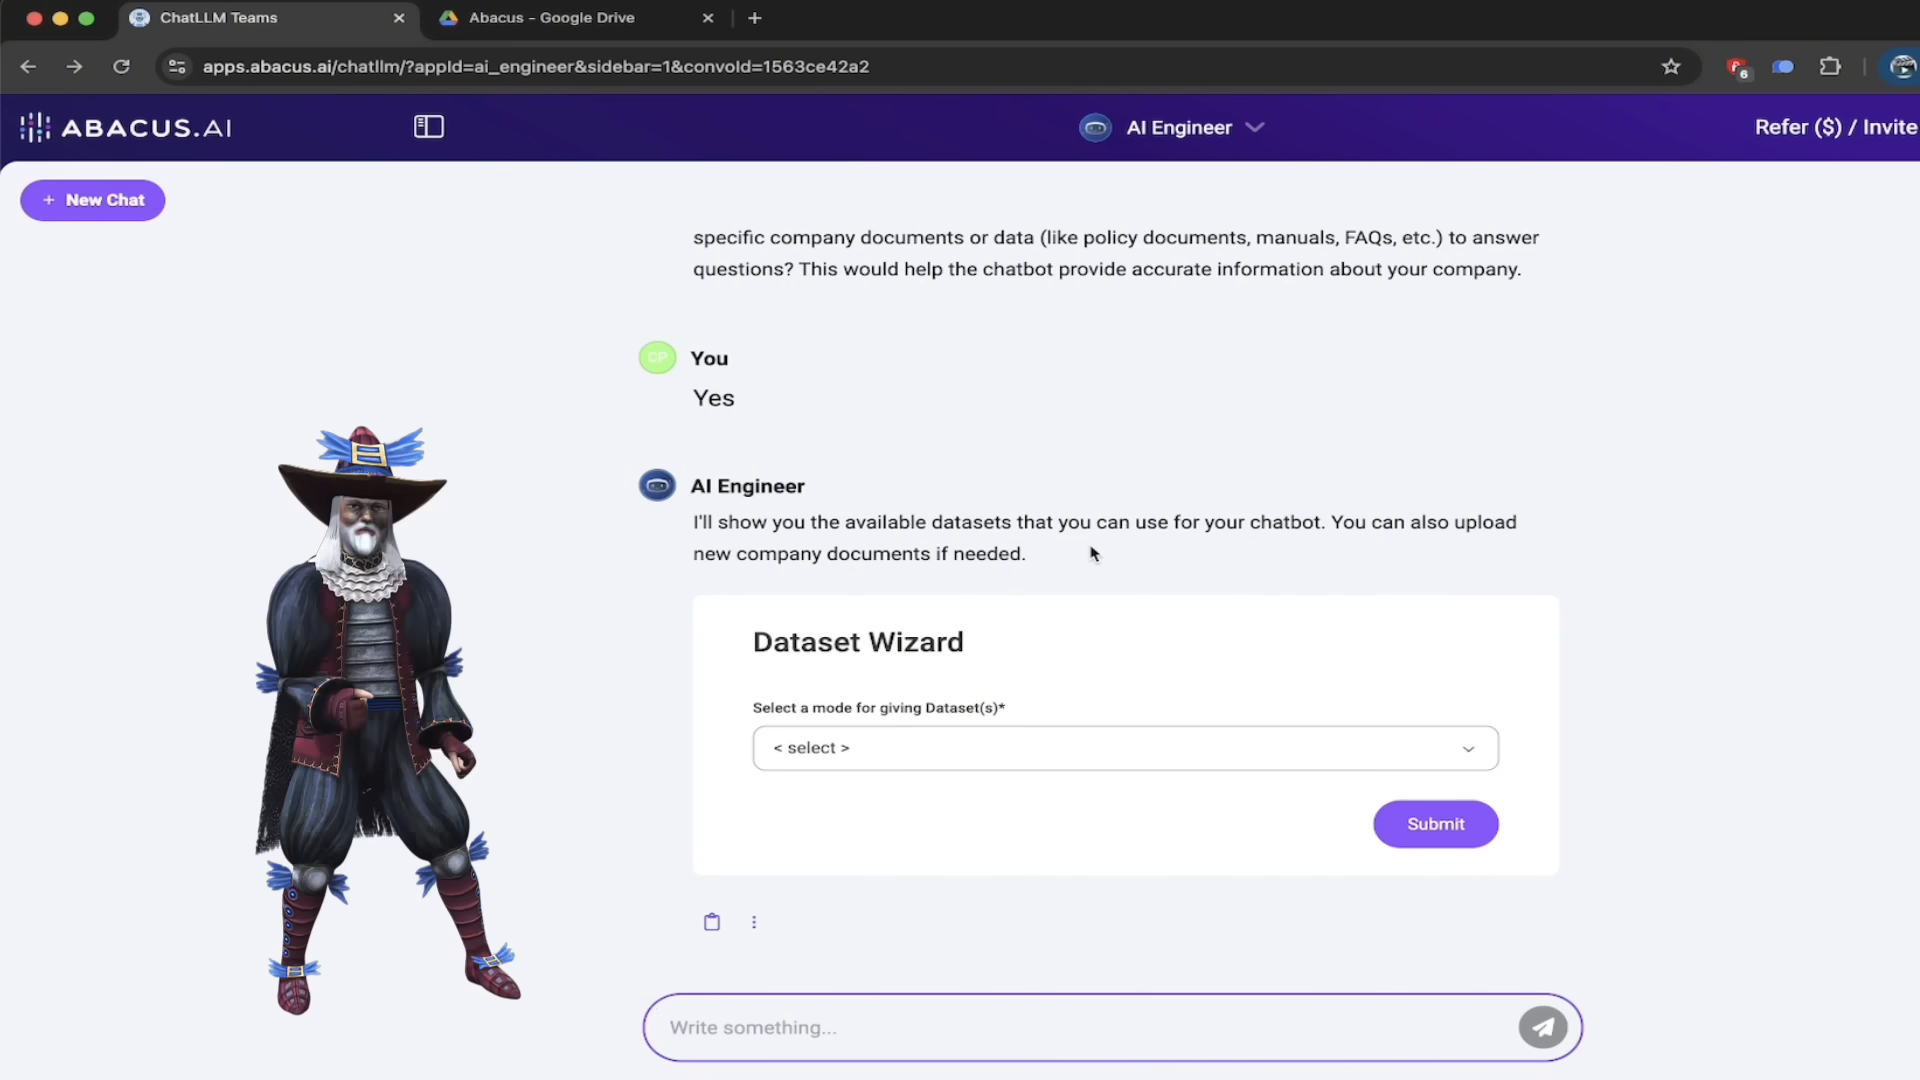 ChatLLM Teams
Abacus - Google Drive
apps.abacus.ai/chatllm/?appId=ai_engineer&sidebar=1&convoId=1563ce42a2
6
ABACUS.AI
AI Engineer
Refer ($) / Invite
+ New Chat
specific company documents or data (like policy documents, manuals, FAQs, etc.) to answer
questions? This would help the chatbot provide accurate information about your company.
CP
You
Yes
AI Engineer
I'll show you the available datasets that you can use for your chatbot. You can also upload
new company documents if needed.
Dataset Wizard
Select a mode for giving Dataset(s)*
< select >
Submit
Write something...